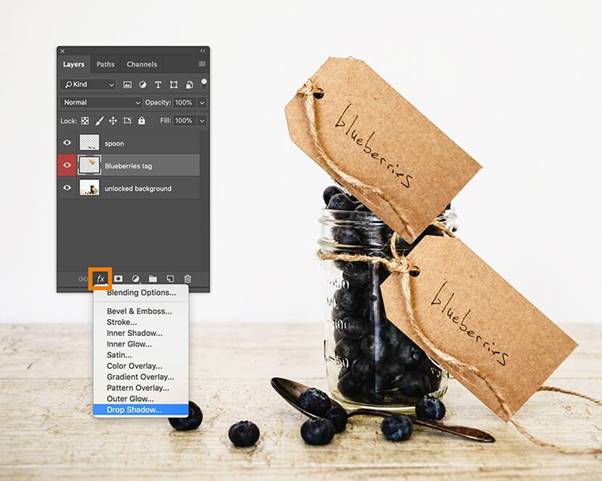 Layers Paths Channels
Kind
Normal Opacity: 100%
Lock: Fill: 100%
spoon
Blueberries tag
unlocked background
fx
Blending Options...
Bevel & Emboss...
Stroke...
Inner Shadow...
Inner Glow...
Satin...
Color Overlay...
Gradient Overlay...
Pattern Overlay...
Outer Glow...
Drop Shadow...
blueberries
blueberries